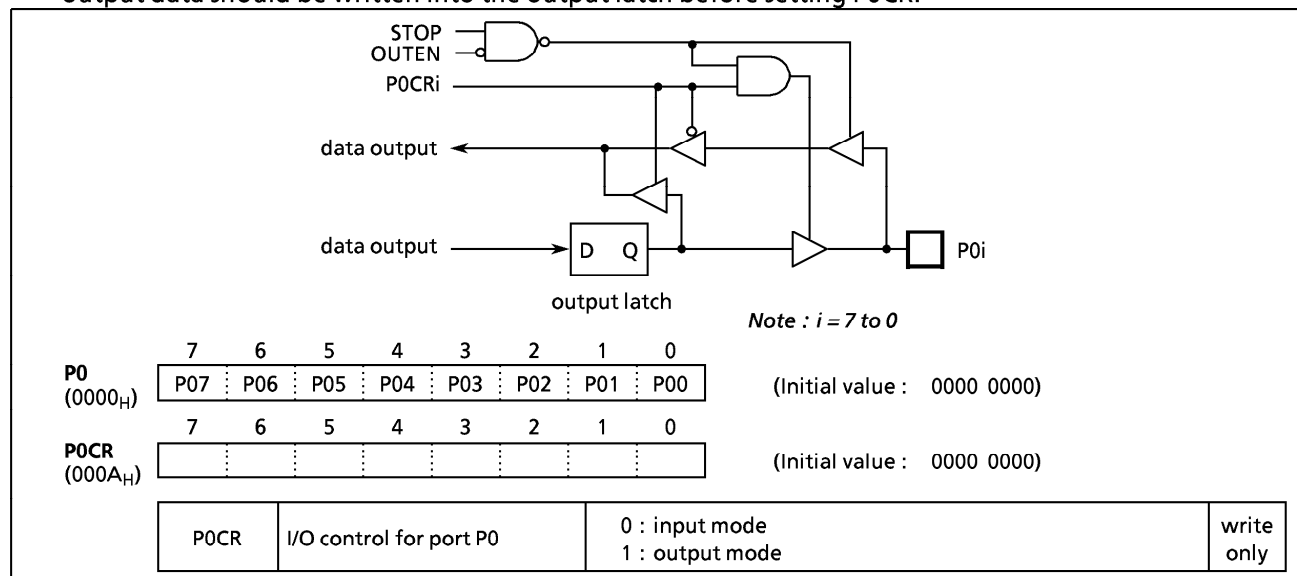 Output data should be written into the output latch before setting P0CR.
STOP
OUTEN
P0CRi
data output
data output
D Q
P0i
output latch
Note : i = 7 to 0
7 6 5 4 3 2 1 0
P0
(0000H)
P07 P06 P05 P04 P03 P02 P01 P00
(Initial value : 0000 0000)
7 6 5 4 3 2 1 0
P0CR
(000AH)
(Initial value : 0000 0000)
P0CR
I/O control for port P0
0 : input mode
1 : output mode
write
only